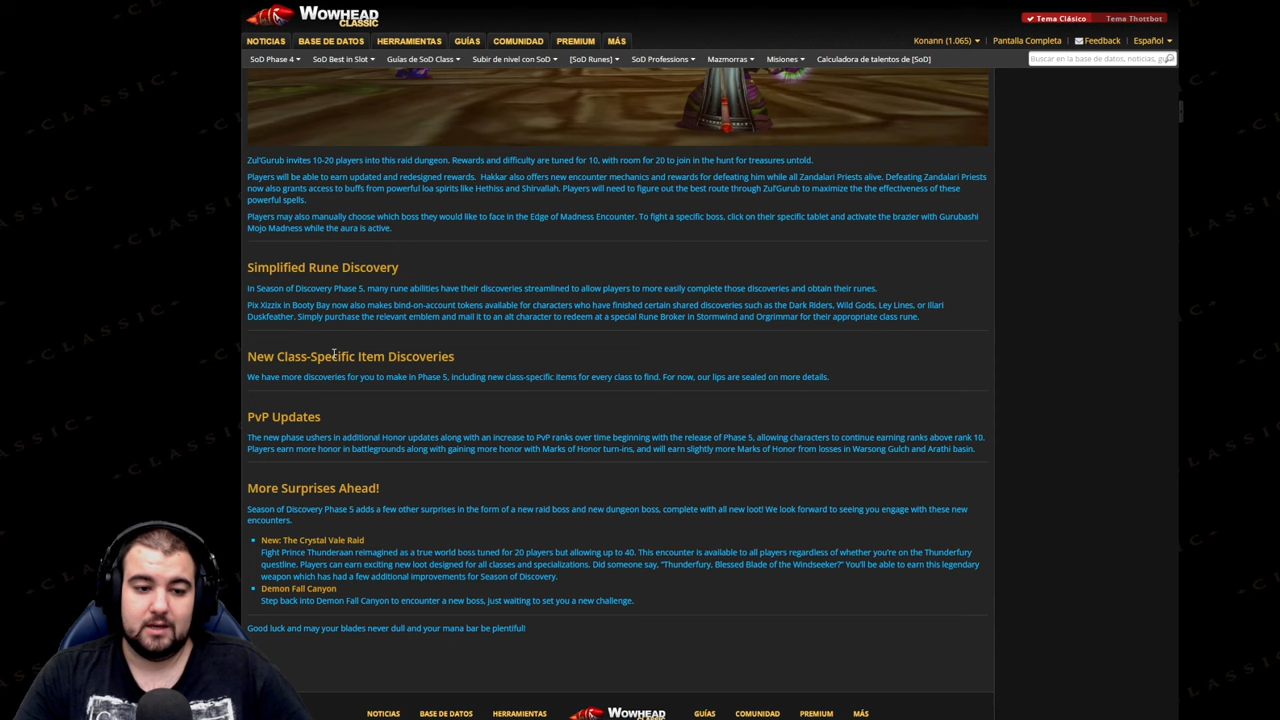 WOWHEAD
CLASSIC
Tema Clásico Tema Thottbot
NOTICIAS BASE DE DATOS HERRAMIENTAS GUÍAS COMUNIDAD PREMIUM MÁS
Konann (1.065) Pantalla Completa Feedback Español
SoD Phase 4 SoD Best in Slot Guías de SoD Class Subir de nivel con SoD [SoD Runes] SoD Professions Mazmorras Misiones Calculadora de talentos de [SoD]
Buscar en la base de datos, noticias,
Zul'Gurub invites 10-20 players into this raid dungeon. Rewards and difficulty are tuned for 10, with room for 20 to join in the hunt for treasures untold.
Players will be able to earn updated and redesigned rewards. Hakkar also offers new encounter mechanics and rewards for defeating him while all Zandalari Priests alive. Defeating Zandalari Priests
now also grants access to buffs from powerful loa spirits like Hethiss and Shirvallah. Players will need to figure out the best route through Zul'Gurub to maximize the the effectiveness of these
powerful spells.
Players may also manually choose which boss they would like to face in the Edge of Madness Encounter. To fight a specific boss, click on their specific tablet and activate the brazier with Gurubashi
Mojo Madness while the aura is active.
Simplified Rune Discovery
In Season of Discovery Phase 5, many rune abilities have their discoveries streamlined to allow players to more easily complete those discoveries and obtain their runes.
Pix Xizzix in Booty Bay now also makes bind-on-account tokens available for characters who have finished certain shared discoveries such as the Dark Riders, Wild Gods, Ley Lines, or Illari
Duskfeather. Simply purchase the relevant emblem and mail it to an alt character to redeem at a special Rune Broker in Stormwind and Orgrimmar for their appropriate class rune.
New Class-Specific Item Discoveries
We have more discoveries for you to make in Phase 5, including new class-specific items for every class to find. For now, our lips are sealed on more details.
PvP Updates
The new phase ushers in additional Honor updates along with an increase to PvP ranks over time beginning with the release of Phase 5, allowing characters to continue earning ranks above rank 10.
Players earn more honor in battlegrounds along with gaining more honor with Marks of Honor turn-ins, and will earn slightly more Marks of Honor from losses in Warsong Gulch and Arathi basin.
More Surprises Ahead!
Season of Discovery Phase 5 adds a few other surprises in the form of a new raid boss and new dungeon boss, complete with all new loot! We look forward to seeing you engage with these new
encounters.
New: The Crystal Vale Raid
Fight Prince Thunderaan reimagined as a true world boss tuned for 20 players but allowing up to 40. This encounter is available to all players regardless of whether you're on the Thunderfury
questline. Players can earn exciting new loot designed for all classes and specializations. Did someone say, "Thunderfury, Blessed Blade of the Windseeker?" You'll be able to earn this legendary
weapon which has had a few additional improvements for Season of Discovery.
Demon Fall Canyon
Step back into Demon Fall Canyon to encounter a new boss, just waiting to set you a new challenge.
Good luck and may your blades never dull and your mana bar be plentiful!
NOTICIAS BASE DE DATOS HERRAMIENTAS WOWHEAD GUÍAS COMUNIDAD PREMIUM MÁS